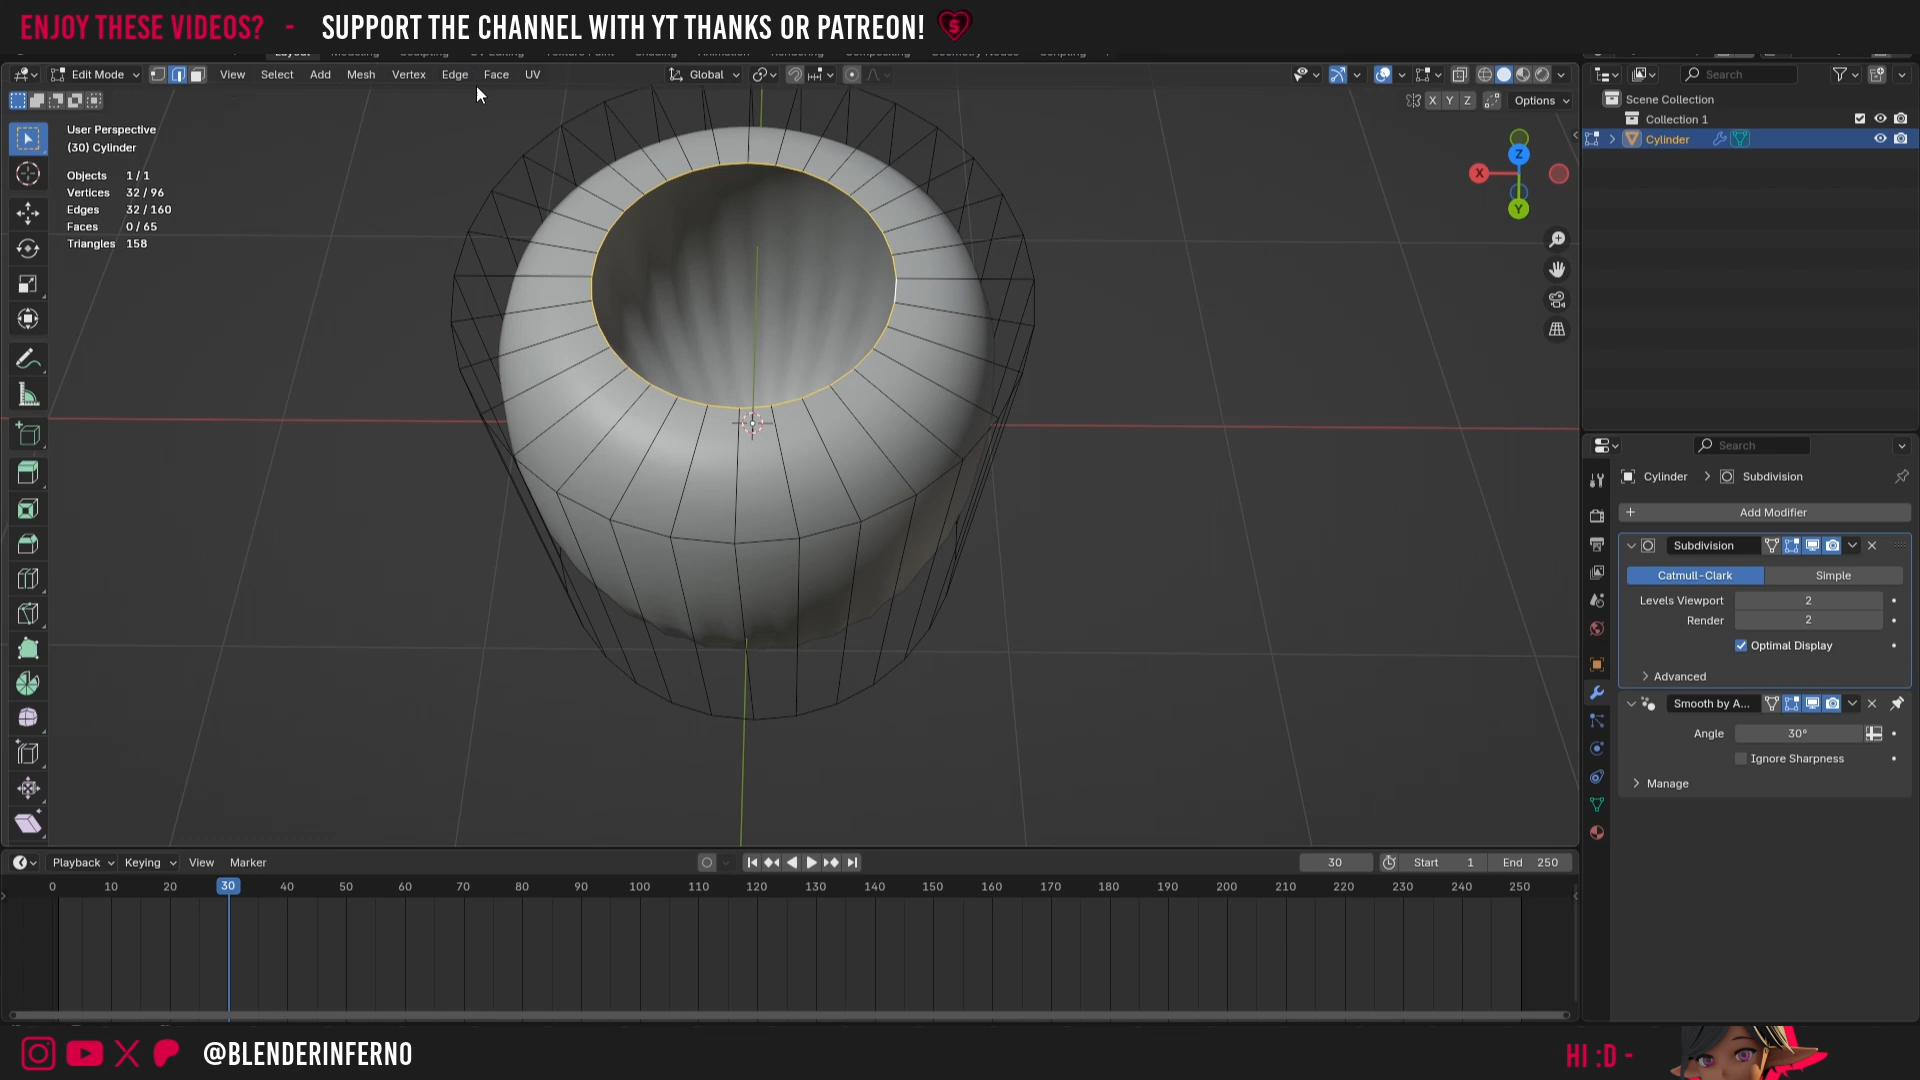 ENJOY THESE VIDEOS? - SUPPORT THE CHANNEL WITH YT THANKS OR PATREON!
Edit Mode View Select Add Mesh Vertex Edge Face UV Global
X Y Z Options
User Perspective
(30) Cylinder
Objects 1 / 1
Vertices 32 / 96
Edges 32 / 160
Faces 0 / 65
Triangles 158
Z
X
Y
Search
Scene Collection
Collection 1
Cylinder
Search
Cylinder > Subdivision
+ Add Modifier
Subdivision
Catmull-Clark Simple
Levels Viewport 2
Render 2
Optimal Display
Advanced
Smooth by A...
Angle 30°
Ignore Sharpness
Manage
Playback Keying View Marker
30 Start 1 End 250
0 10 20 30 40 50 60 70 80 90 100 110 120 130 140 150 160 170 180 190 200 210 220 230 240 250
@BLENDERINFERNO
HI :D -